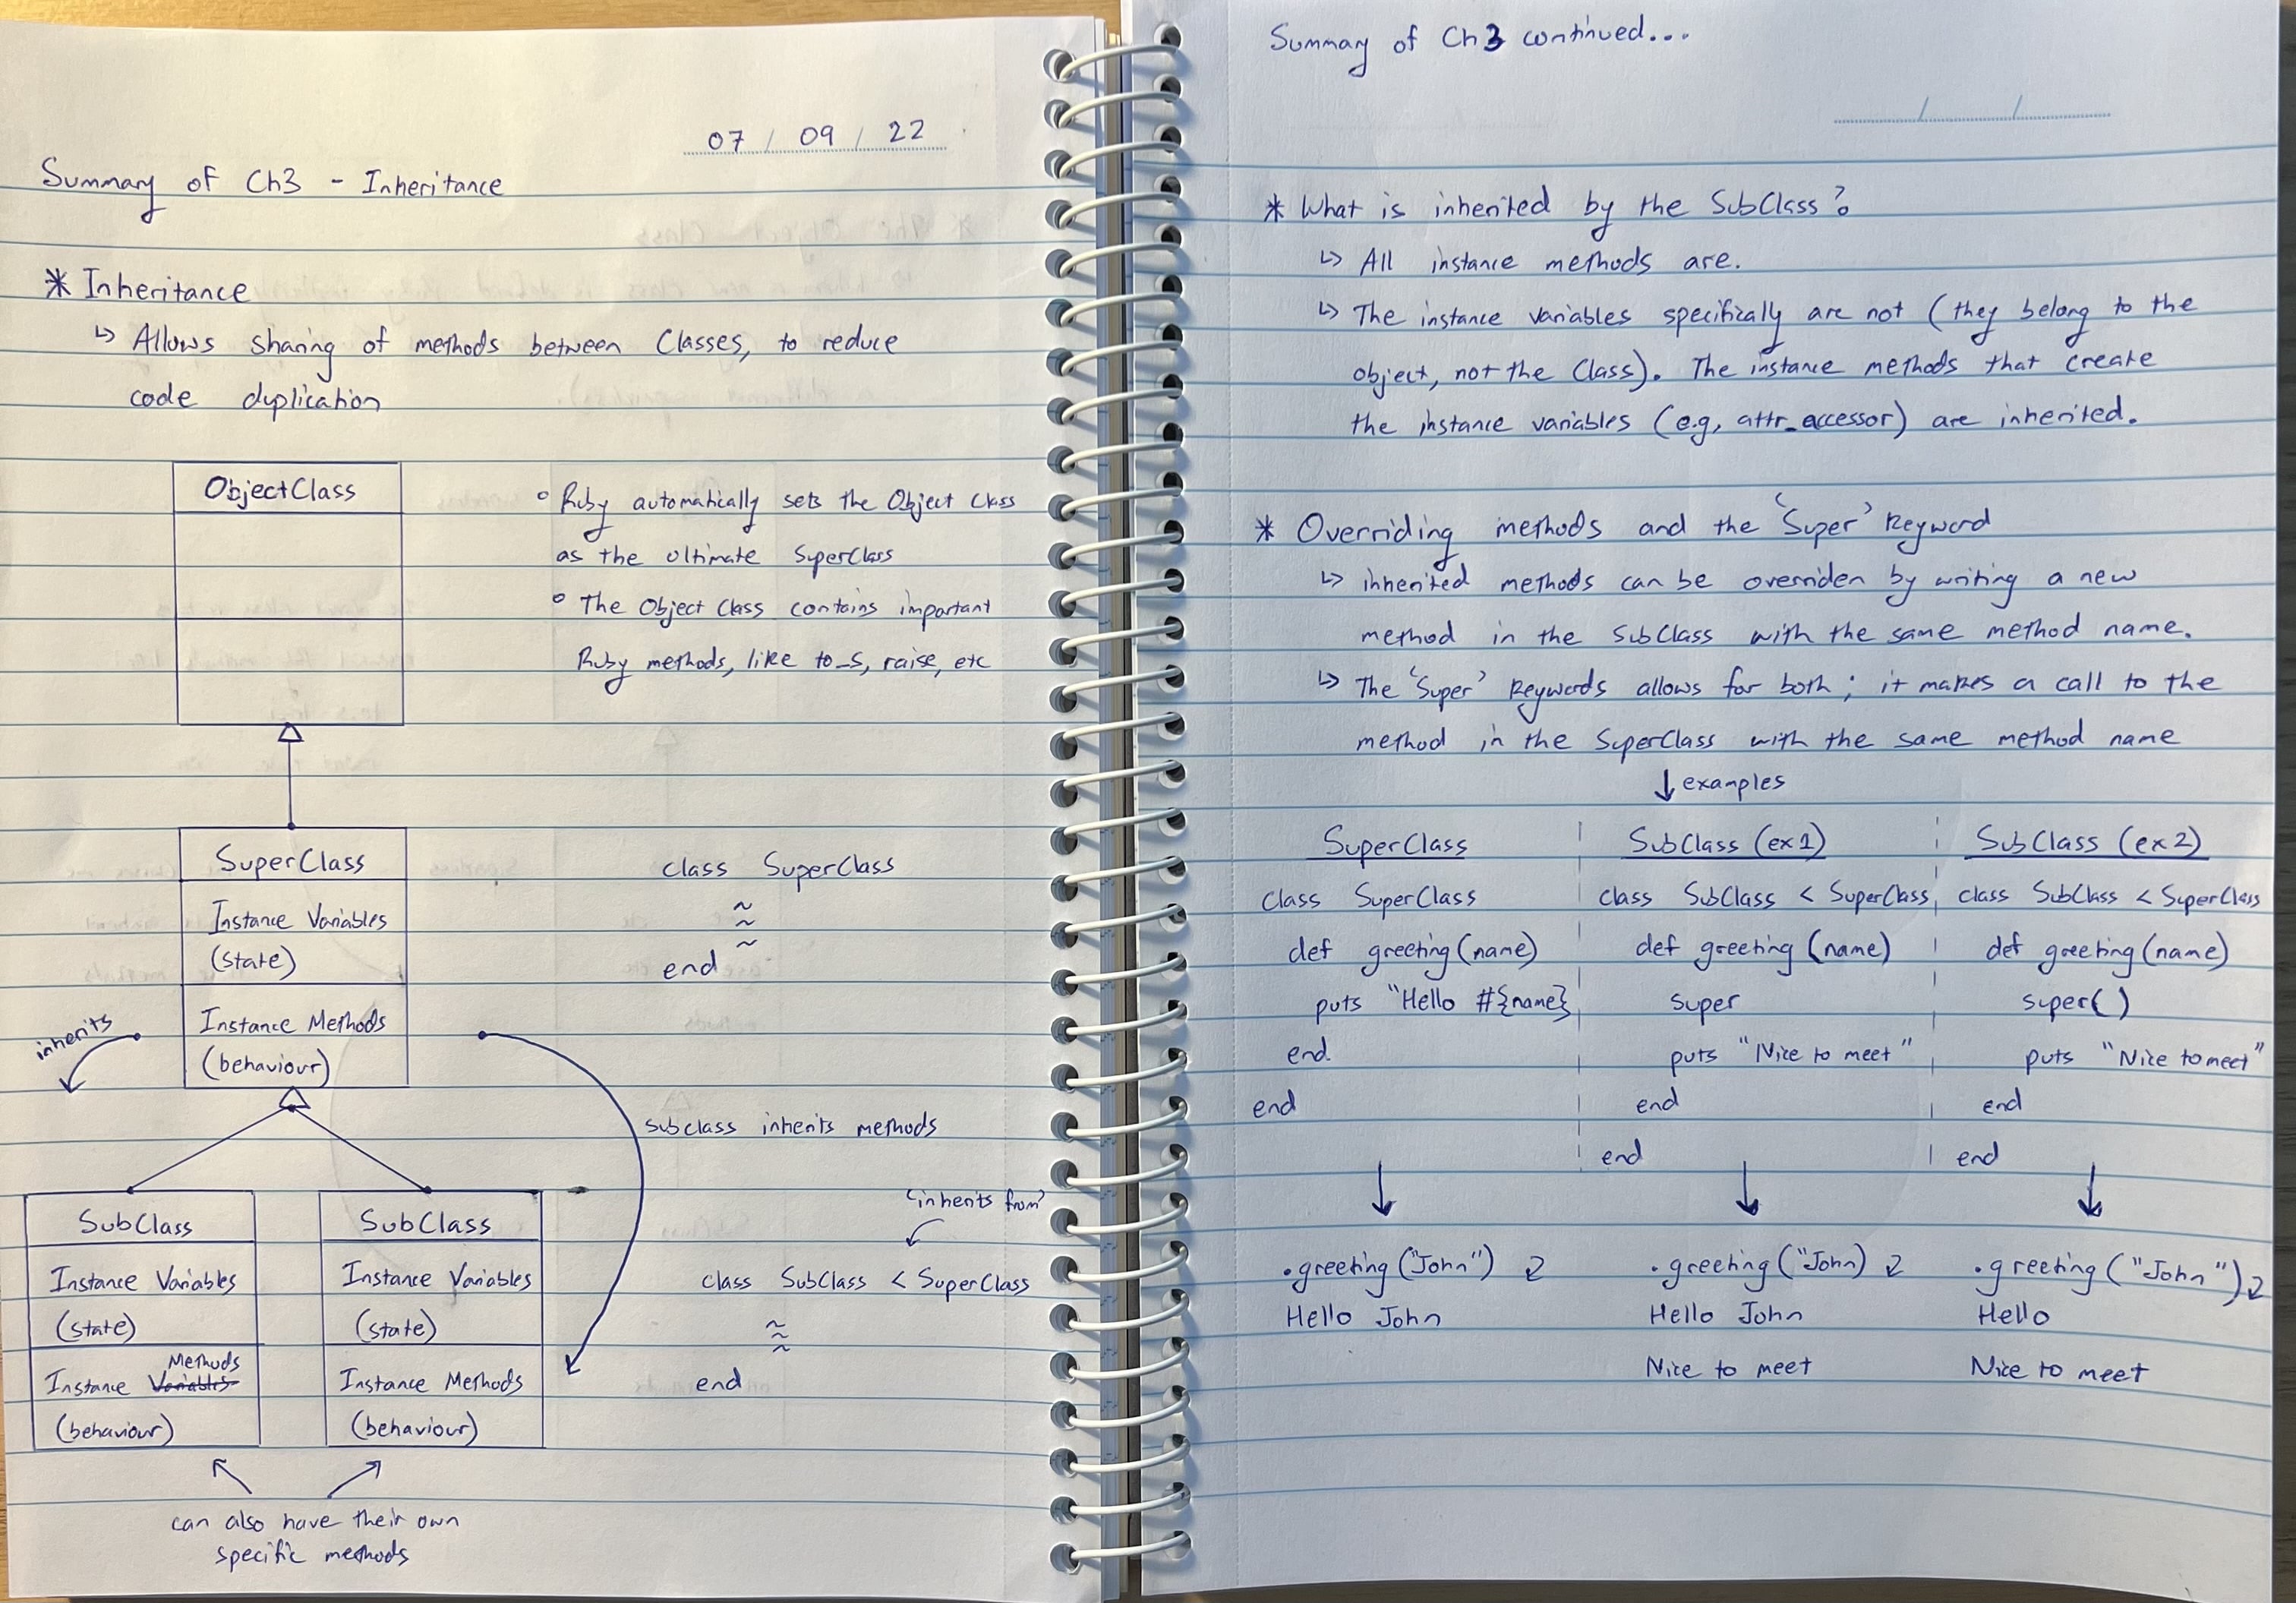 07 / 09 / 22
Summary of Ch3 - Inheritance
* Inheritance
↳ Allows sharing of methods between Classes, to reduce
code duplication
ObjectClass
° Ruby automatically sets the Object Class
as the ultimate SuperClass
° The Object Class contains important
Ruby methods, like to_s, raise, etc
SuperClass
Instance Variables
(state)
Instance Methods
(behaviour)
class SuperClass
~
~
~
end
inherits
subclass inherits methods
SubClass
Instance Variables
(state)
Instance Variables Methods
(behaviour)
SubClass
Instance Variables
(state)
Instance Methods
(behaviour)
'inherits from'
class SubClass < SuperClass
~
~
~
end
can also have their own
specific methods
Summary of Ch3 continued...
/ /
* What is inherited by the SubClass?
↳ All instance methods are.
↳ The instance variables specifically are not (they belong to the
object, not the Class). The instance methods that create
the instance variables (e.g, attr_accessor) are inherited.
* Overriding methods and the 'Super' keyword
↳ inherited methods can be overriden by writing a new
method in the SubClass with the same method name.
↳ The 'Super' keywords allows for both; it makes a call to the
method in the SuperClass with the same method name
↓ examples
SuperClass
class SuperClass
def greeting(name)
puts "Hello #{name}
end
end
.greeting("John")
Hello John
SubClass (ex1)
class SubClass < SuperClass
def greeting (name)
super
puts "Nice to meet"
end
end
.greeting("John)
Hello John
Nice to meet
SubClass (ex2)
class SubClass < SuperClass
def greeting(name)
super()
puts "Nice to meet"
end
end
.greeting("John")
Hello
Nice to meet